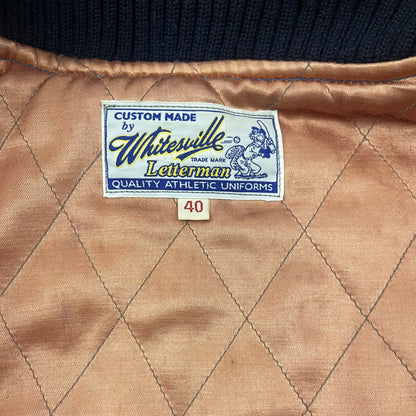 CUSTOM MADE
by
Whitesville
TRADE MARK
Letterman
QUALITY ATHLETIC UNIFORMS
40